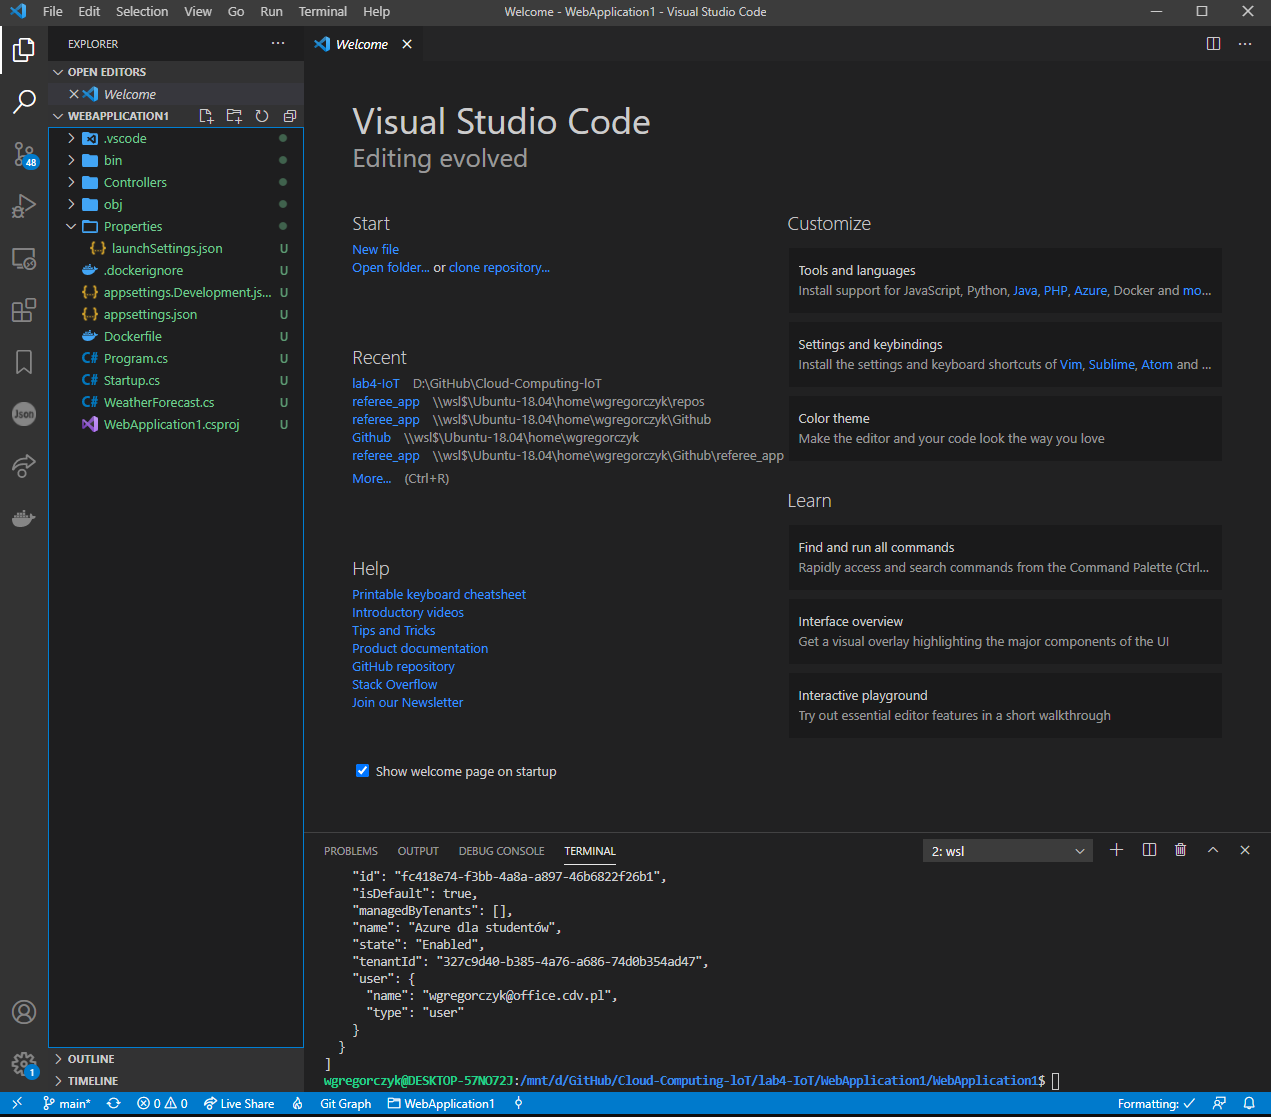 File Edit Selection View Go Run Terminal Help Welcome - WebApplication1 - Visual Studio Code
EXPLORER
Welcome
OPEN EDITORS
Welcome
WEBAPPLICATION1
.vscode
bin
Controllers
obj
Properties
launchSettings.json U
.dockerignore U
appsettings.Development.js... U
appsettings.json U
Dockerfile U
Program.cs U
Startup.cs U
WeatherForecast.cs U
WebApplication1.csproj U
48
Json
OUTLINE
TIMELINE
1
Visual Studio Code
Editing evolved
Start
New file
Open folder... or clone repository...
Recent
lab4-IoT D:\GitHub\Cloud-Computing-IoT
referee_app \\wsl$\Ubuntu-18.04\home\wgregorczyk\repos
referee_app \\wsl$\Ubuntu-18.04\home\wgregorczyk\Github
Github \\wsl$\Ubuntu-18.04\home\wgregorczyk
referee_app \\wsl$\Ubuntu-18.04\home\wgregorczyk\Github\referee_app
More... (Ctrl+R)
Help
Printable keyboard cheatsheet
Introductory videos
Tips and Tricks
Product documentation
GitHub repository
Stack Overflow
Join our Newsletter
Show welcome page on startup
Customize
Tools and languages
Install support for JavaScript, Python, Java, PHP, Azure, Docker and mo...
Settings and keybindings
Install the settings and keyboard shortcuts of Vim, Sublime, Atom and ...
Color theme
Make the editor and your code look the way you love
Learn
Find and run all commands
Rapidly access and search commands from the Command Palette (Ctrl...
Interface overview
Get a visual overlay highlighting the major components of the UI
Interactive playground
Try out essential editor features in a short walkthrough
PROBLEMS OUTPUT DEBUG CONSOLE TERMINAL 2: wsl
"id": "fc418e74-f3bb-4a8a-a897-46b6822f26b1",
"isDefault": true,
"managedByTenants": [],
"name": "Azure dla studentów",
"state": "Enabled",
"tenantId": "327c9d40-b385-4a76-a686-74d0b354ad47",
"user": {
"name": "wgregorczyk@office.cdv.pl",
"type": "user"
}
}
]
wgregorczyk@DESKTOP-57NO72J:/mnt/d/GitHub/Cloud-Computing-IoT/lab4-IoT/WebApplication1/WebApplication1$
main* 0 0 Live Share Git Graph WebApplication1 Formatting: ✓